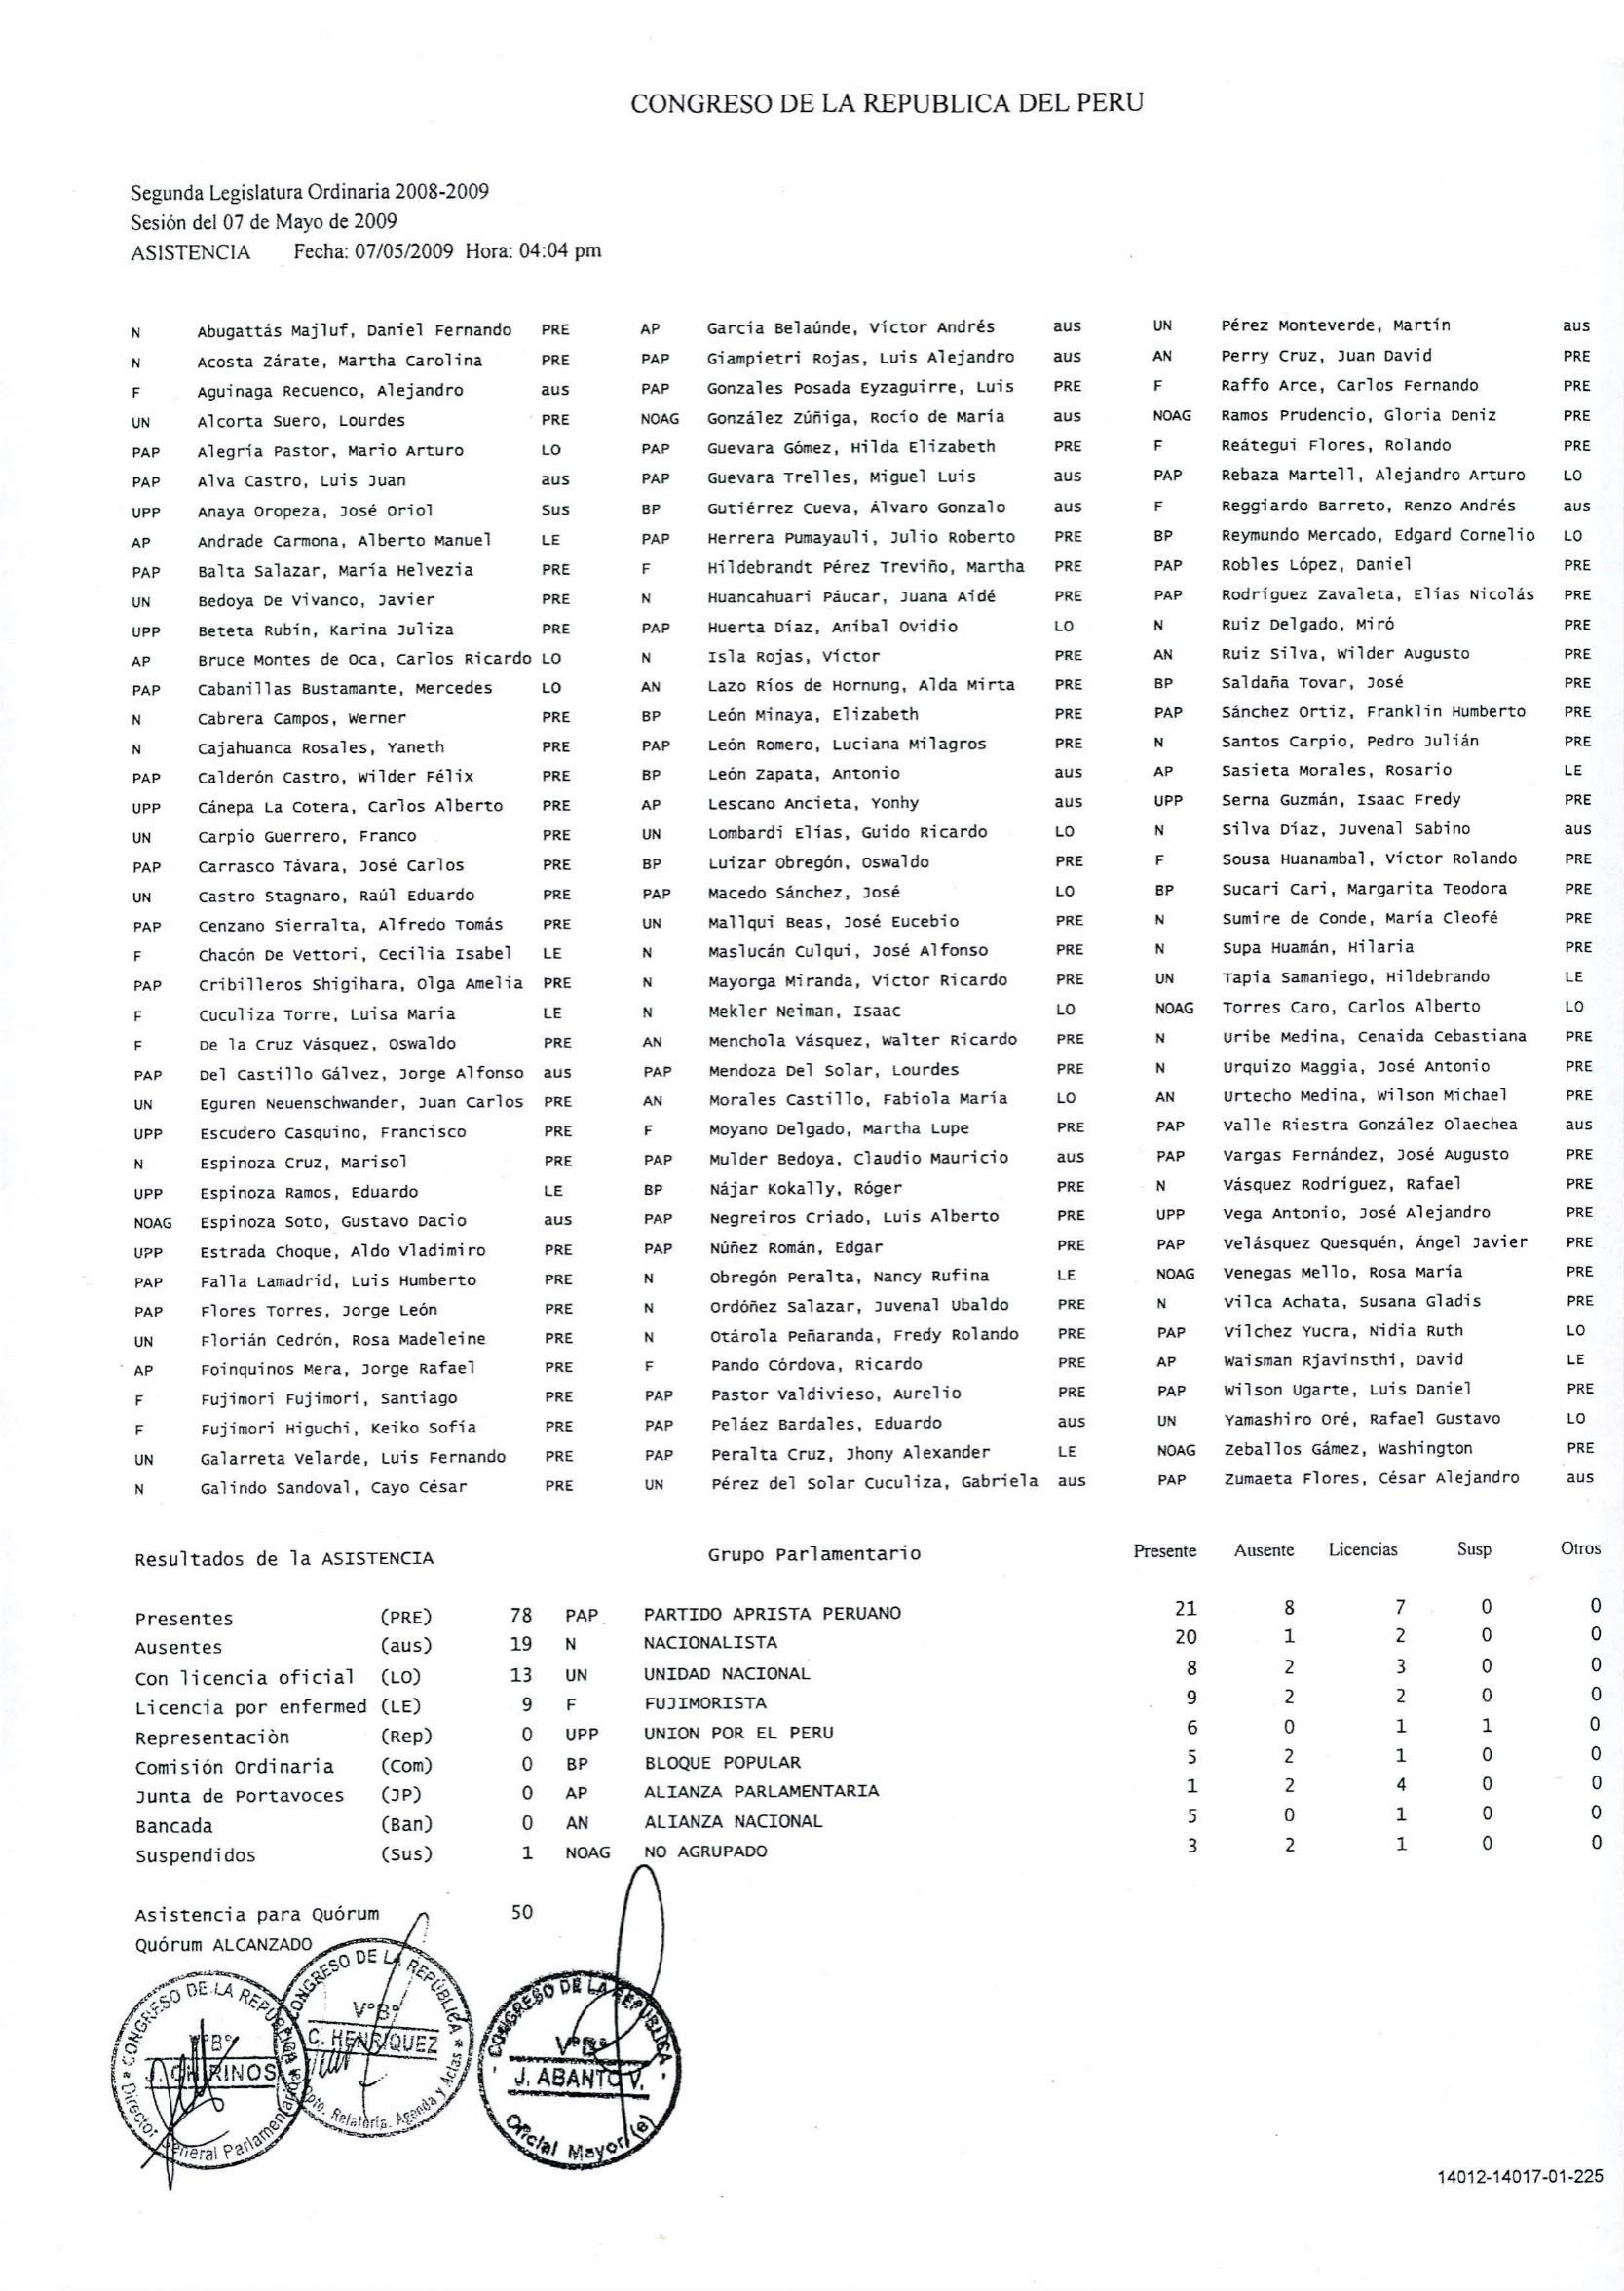 CONGRESO DE LA REPUBLICA DEL PERU
Segunda Legislatura Ordinaria 2008-2009
Sesión del 07 de Mayo de 2009
ASISTENCIA Fecha: 07/05/2009 Hora: 04:04 pm
N Abugattás Majluf, Daniel Fernando PRE AP García Belaúnde, Víctor Andrés aus UN Pérez Monteverde, Martín aus
N Acosta Zárate, Martha Carolina PRE PAP Giampietri Rojas, Luis Alejandro aus AN Perry Cruz, Juan David PRE
F Aguinaga Recuenco, Alejandro aus PAP Gonzales Posada Eyzaguirre, Luis PRE F Raffo Arce, Carlos Fernando PRE
UN Alcorta Suero, Lourdes PRE NOAG González Zúñiga, Rocío de María aus NOAG Ramos Prudencio, Gloria Deniz PRE
PAP Alegría Pastor, Mario Arturo LO PAP Guevara Gómez, Hilda Elizabeth PRE F Reátegui Flores, Rolando PRE
PAP Alva Castro, Luis Juan aus PAP Guevara Trelles, Miguel Luis aus PAP Rebaza Martell, Alejandro Arturo LO
UPP Anaya Oropeza, José Oriol Sus BP Gutiérrez Cueva, Álvaro Gonzalo aus F Reggiardo Barreto, Renzo Andrés aus
AP Andrade Carmona, Alberto Manuel LE PAP Herrera Pumayauli, Julio Roberto PRE BP Reymundo Mercado, Edgard Cornelio LO
PAP Balta Salazar, María Helvezia PRE F Hildebrandt Pérez Treviño, Martha PRE PAP Robles López, Daniel PRE
UN Bedoya De Vivanco, Javier PRE N Huancahuari Páucar, Juana Aidé PRE PAP Rodríguez Zavaleta, Elías Nicolás PRE
UPP Beteta Rubín, Karina Juliza PRE PAP Huerta Díaz, Aníbal Ovidio LO N Ruiz Delgado, Miró PRE
AP Bruce Montes de Oca, Carlos Ricardo LO N Isla Rojas, Víctor PRE AN Ruiz Silva, Wilder Augusto PRE
PAP Cabanillas Bustamante, Mercedes LO AN Lazo Ríos de Hornung, Alda Mirta PRE BP Saldaña Tovar, José PRE
N Cabrera Campos, Werner PRE BP León Minaya, Elizabeth PRE PAP Sánchez Ortiz, Franklin Humberto PRE
N Cajahuanca Rosales, Yaneth PRE PAP León Romero, Luciana Milagros PRE N Santos Carpio, Pedro Julián PRE
PAP Calderón Castro, Wilder Félix PRE BP León Zapata, Antonio aus AP Sasieta Morales, Rosario LE
UPP Cánepa La Cotera, Carlos Alberto PRE AP Lescano Ancieta, Yonhy aus UPP Serna Guzmán, Isaac Fredy PRE
UN Carpio Guerrero, Franco PRE UN Lombardi Elías, Guido Ricardo LO N Silva Díaz, Juvenal Sabino aus
PAP Carrasco Távara, José Carlos PRE BP Luizar Obregón, Oswaldo PRE F Sousa Huanambal, Víctor Rolando PRE
UN Castro Stagnaro, Raúl Eduardo PRE PAP Macedo Sánchez, José LO BP Sucari Cari, Margarita Teodora PRE
PAP Cenzano Sierralta, Alfredo Tomás PRE UN Mallqui Beas, José Eucebio PRE N Sumire de Conde, María Cleofé PRE
F Chacón De Vettori, Cecilia Isabel LE N Maslucán Culqui, José Alfonso PRE N Supa Huamán, Hilaria PRE
PAP Cribilleros Shigihara, Olga Amelia PRE N Mayorga Miranda, Víctor Ricardo PRE UN Tapia Samaniego, Hildebrando LE
F Cuculiza Torre, Luisa María LE N Mekler Neiman, Isaac LO NOAG Torres Caro, Carlos Alberto LO
F De la Cruz Vásquez, Oswaldo PRE AN Menchola Vásquez, Walter Ricardo PRE N Uribe Medina, Cenaida Cebastiana PRE
PAP Del Castillo Gálvez, Jorge Alfonso aus PAP Mendoza Del Solar, Lourdes PRE N Urquizo Maggia, José Antonio PRE
UN Eguren Neuenschwander, Juan Carlos PRE AN Morales Castillo, Fabiola María LO AN Urtecho Medina, Wilson Michael PRE
UPP Escudero Casquino, Francisco PRE F Moyano Delgado, Martha Lupe PRE PAP Valle Riestra González Olaechea aus
N Espinoza Cruz, Marisol PRE PAP Mulder Bedoya, Claudio Mauricio aus PAP Vargas Fernández, José Augusto PRE
UPP Espinoza Ramos, Eduardo LE BP Nájar Kokally, Róger PRE N Vásquez Rodríguez, Rafael PRE
NOAG Espinoza Soto, Gustavo Dacio aus PAP Negreiros Criado, Luis Alberto PRE UPP Vega Antonio, José Alejandro PRE
UPP Estrada Choque, Aldo Vladimiro PRE PAP Núñez Román, Edgar PRE PAP Velásquez Quesquén, Ángel Javier PRE
PAP Falla Lamadrid, Luis Humberto PRE N Obregón Peralta, Nancy Rufina LE NOAG Venegas Mello, Rosa María PRE
PAP Flores Torres, Jorge León PRE N Ordóñez Salazar, Juvenal Ubaldo PRE N Vilca Achata, Susana Gladis PRE
UN Florián Cedrón, Rosa Madeleine PRE N Otárola Peñaranda, Fredy Rolando PRE PAP Vílchez Yucra, Nidia Ruth LO
AP Foinquinos Mera, Jorge Rafael PRE F Pando Córdova, Ricardo PRE AP Waisman Rjavinsthi, David LE
F Fujimori Fujimori, Santiago PRE PAP Pastor Valdivieso, Aurelio PRE PAP Wilson Ugarte, Luis Daniel PRE
F Fujimori Higuchi, Keiko Sofía PRE PAP Peláez Bardales, Eduardo aus UN Yamashiro Oré, Rafael Gustavo LO
UN Galarreta Velarde, Luis Fernando PRE PAP Peralta Cruz, Jhony Alexander LE NOAG Zeballos Gámez, Washington PRE
N Galindo Sandoval, Cayo César PRE UN Pérez del Solar Cuculiza, Gabriela aus PAP Zumaeta Flores, César Alejandro aus
Resultados de la ASISTENCIA Grupo Parlamentario Presente Ausente Licencias Susp Otros
Presentes (PRE) 78 PAP PARTIDO APRISTA PERUANO 21 8 7 0 0
Ausentes (aus) 19 N NACIONALISTA 20 1 2 0 0
Con licencia oficial (LO) 13 UN UNIDAD NACIONAL 8 2 3 0 0
Licencia por enfermed (LE) 9 F FUJIMORISTA 9 2 2 0 0
Representaciòn (Rep) 0 UPP UNION POR EL PERU 6 0 1 1 0
Comisión Ordinaria (Com) 0 BP BLOQUE POPULAR 5 2 1 0 0
Junta de Portavoces (JP) 0 AP ALIANZA PARLAMENTARIA 1 2 4 0 0
Bancada (Ban) 0 AN ALIANZA NACIONAL 5 0 1 0 0
Suspendidos (Sus) 1 NOAG NO AGRUPADO 3 2 1 0 0
Asistencia para Quórum 50
Quórum ALCANZADO
CONGRESO DE LA REPÚBLICA
V°B°
J. CHIRINOS
Director General Parlamentario
CONGRESO DE LA REPÚBLICA
V°B°
C. HENRIQUEZ
Dpto. Relatoría, Agenda y Actas
CONGRESO DE LA REPUBLICA
V°B°
J. ABANTO V.
Oficial Mayor (e)
14012-14017-01-225